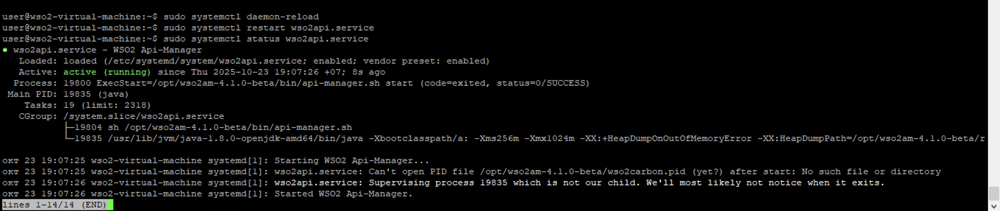 user@wso2-virtual-machine:~$ sudo systemctl daemon-reload
user@wso2-virtual-machine:~$ sudo systemctl restart wso2api.service
user@wso2-virtual-machine:~$ sudo systemctl status wso2api.service
● wso2api.service - WSO2 Api-Manager
   Loaded: loaded (/etc/systemd/system/wso2api.service; enabled; vendor preset: enabled)
   Active: active (running) since Thu 2025-10-23 19:07:26 +07; 8s ago
  Process: 19800 ExecStart=/opt/wso2am-4.1.0-beta/bin/api-manager.sh start (code=exited, status=0/SUCCESS)
 Main PID: 19835 (java)
    Tasks: 19 (limit: 2318)
   CGroup: /system.slice/wso2api.service
           ├─19804 sh /opt/wso2am-4.1.0-beta/bin/api-manager.sh
           └─19835 /usr/lib/jvm/java-1.8.0-openjdk-amd64/bin/java -Xbootclasspath/a: -Xms256m -Xmx1024m -XX:+HeapDumpOnOutOfMemoryError -XX:HeapDumpPath=/opt/wso2am-4.1.0-beta/r
окт 23 19:07:25 wso2-virtual-machine systemd[1]: Starting WSO2 Api-Manager...
окт 23 19:07:25 wso2-virtual-machine systemd[1]: wso2api.service: Can't open PID file /opt/wso2am-4.1.0-beta/wso2carbon.pid (yet?) after start: No such file or directory
окт 23 19:07:26 wso2-virtual-machine systemd[1]: wso2api.service: Supervising process 19835 which is not our child. We'll most likely not notice when it exits.
окт 23 19:07:26 wso2-virtual-machine systemd[1]: Started WSO2 Api-Manager.
lines 1-14/14 (END)